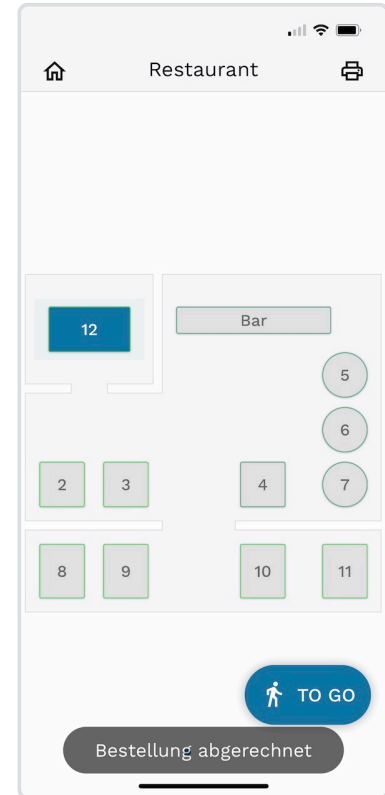 Restaurant
12
Bar
5
6
2 3 4 7
8 9 10 11
TO GO
Bestellung abgerechnet